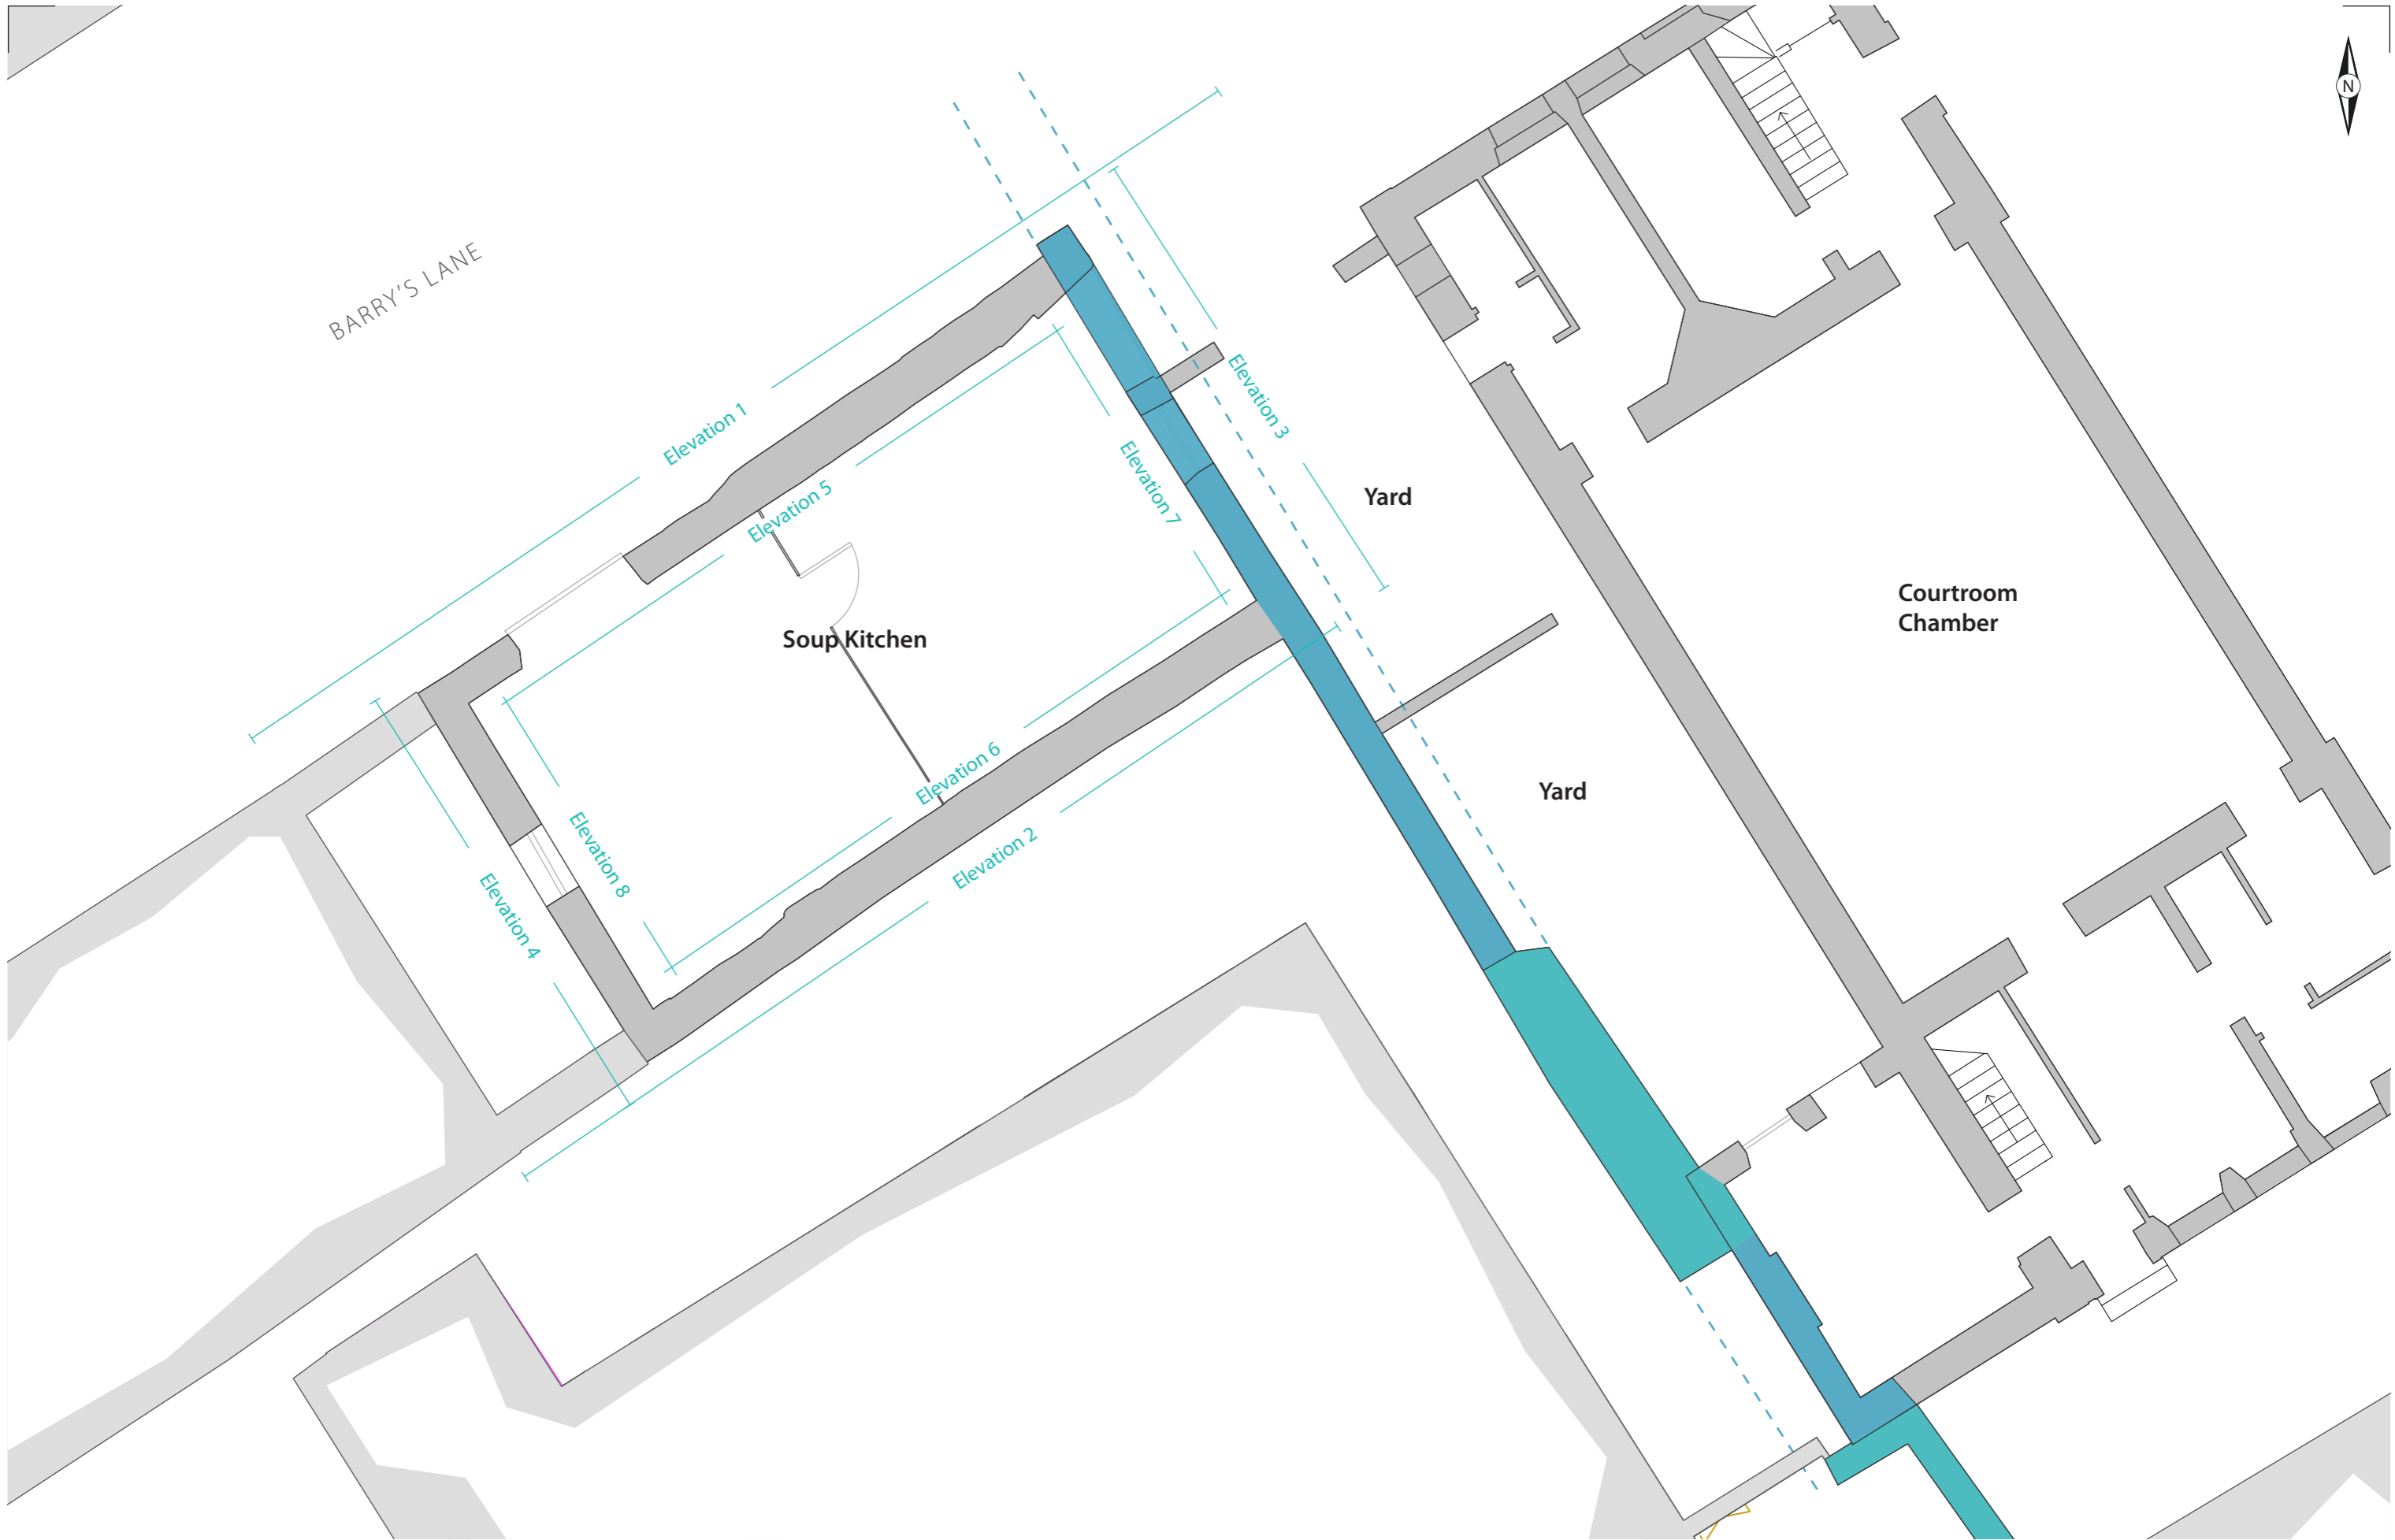 N
BARRY'S LANE
Elevation 1
Elevation 3
Elevation 7
Elevation 5
Yard
Courtroom
Chamber
Soup Kitchen
Elevation 6
Yard
Elevation 8
Elevation 2
Elevation 4